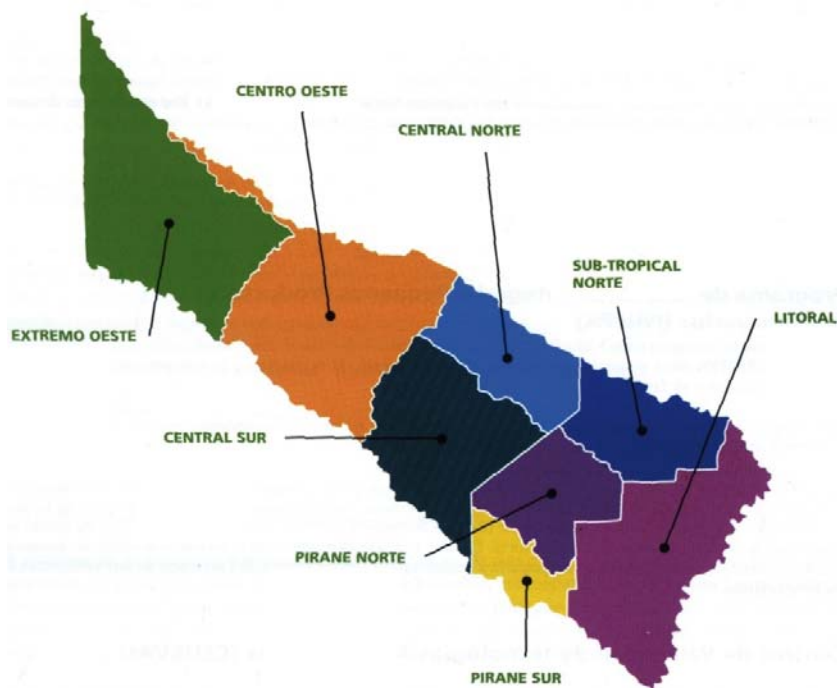 CENTRO OESTE
CENTRAL NORTE
SUB-TROPICAL
NORTE
LITORAL
EXTREMO OESTE
CENTRAL SUR
PIRANE NORTE
PIRANE SUR